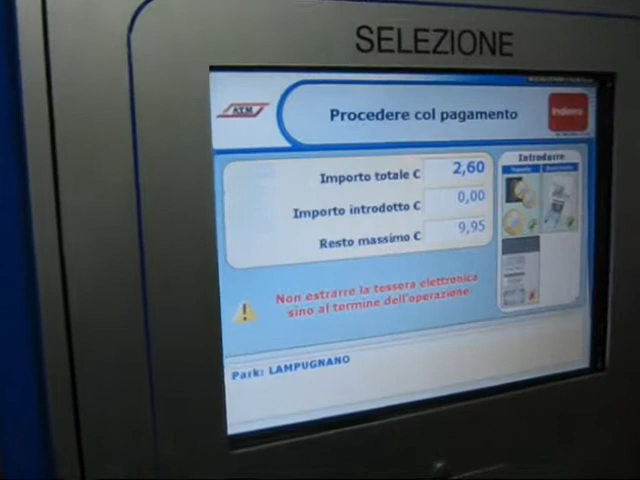 SELEZIONE
ATM
Procedere col pagamento
Indietro
Importo totale € 2,60
Importo introdotto € 0,00
Resto massimo € 9,95
Introdurre
Non estrarre la tessera elettronica
sino al termine dell'operazione
Park: LAMPUGNANO